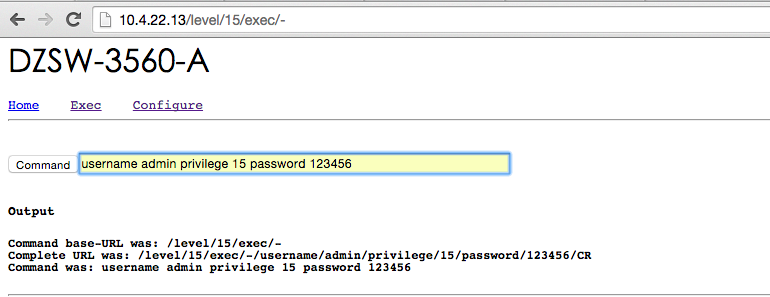 10.4.22.13/level/15/exec/-
DZSW-3560-A
Home Exec Configure
Command username admin privilege 15 password 123456
Output
Command base-URL was: /level/15/exec/-
Complete URL was: /level/15/exec/-/username/admin/privilege/15/password/123456/CR
Command was: username admin privilege 15 password 123456